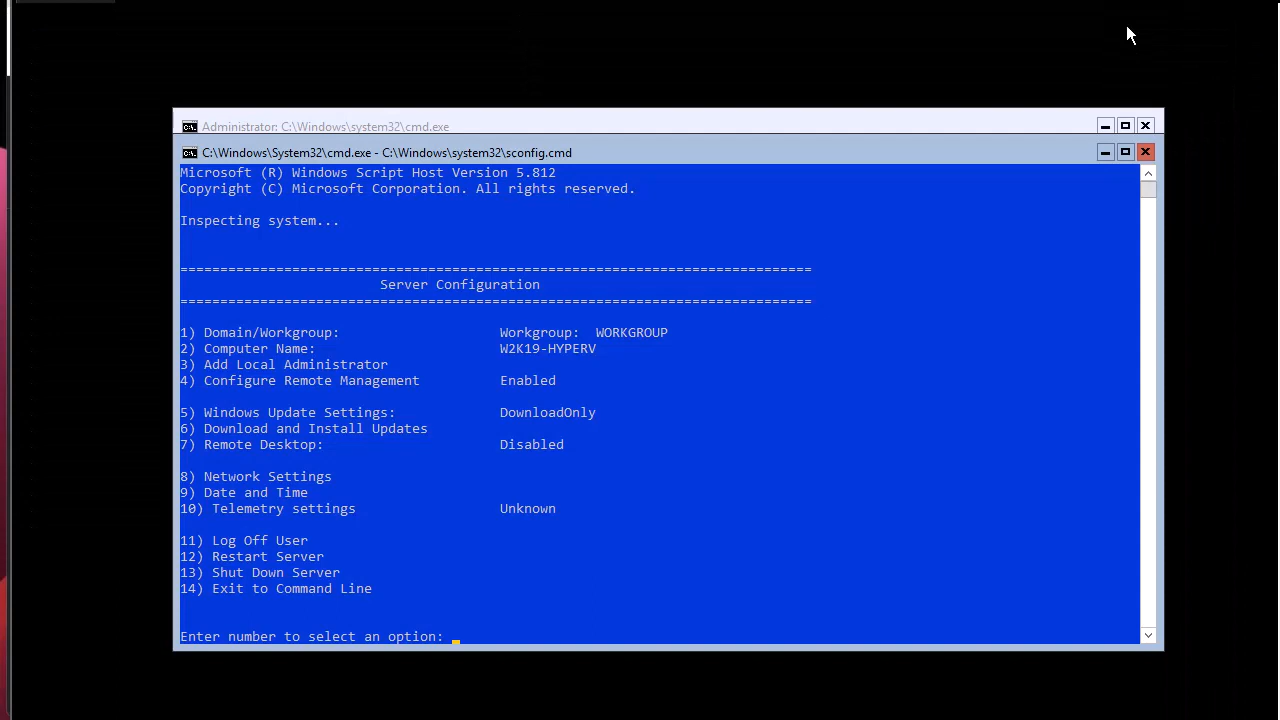 Administrator: C:\Windows\system32\cmd.exe
C:\Windows\System32\cmd.exe - C:\Windows\system32\sconfig.cmd
Microsoft (R) Windows Script Host Version 5.812
Copyright (C) Microsoft Corporation. All rights reserved.
Inspecting system...
===============================================================================
Server Configuration
===============================================================================
1) Domain/Workgroup: Workgroup: WORKGROUP
2) Computer Name: W2K19-HYPERV
3) Add Local Administrator
4) Configure Remote Management Enabled
5) Windows Update Settings: DownloadOnly
6) Download and Install Updates
7) Remote Desktop: Disabled
8) Network Settings
9) Date and Time
10) Telemetry settings Unknown
11) Log Off User
12) Restart Server
13) Shut Down Server
14) Exit to Command Line
Enter number to select an option: